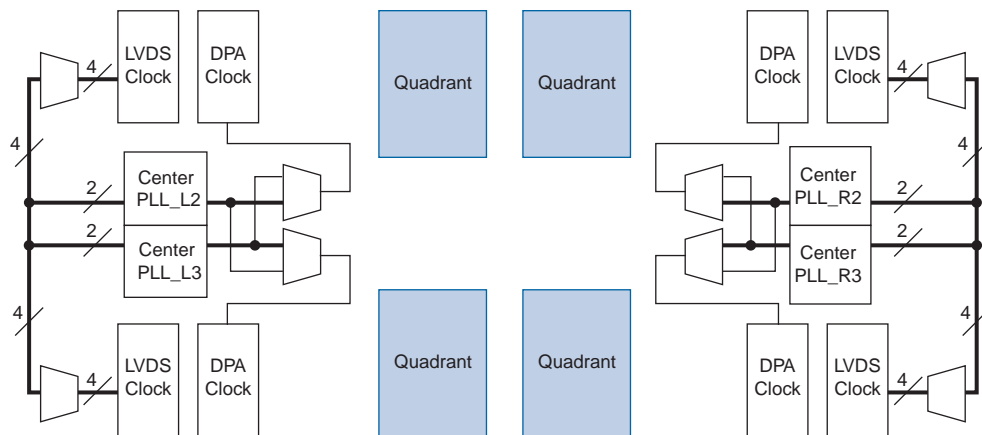 LVDS
Clock
DPA
Clock
Quadrant
Quadrant
DPA
Clock
LVDS
Clock
4
4
4
4
Center
PLL_L2
2
Center
PLL_R2
2
Center
PLL_L3
2
Center
PLL_R3
2
4
4
LVDS
Clock
DPA
Clock
Quadrant
Quadrant
DPA
Clock
LVDS
Clock
4
4